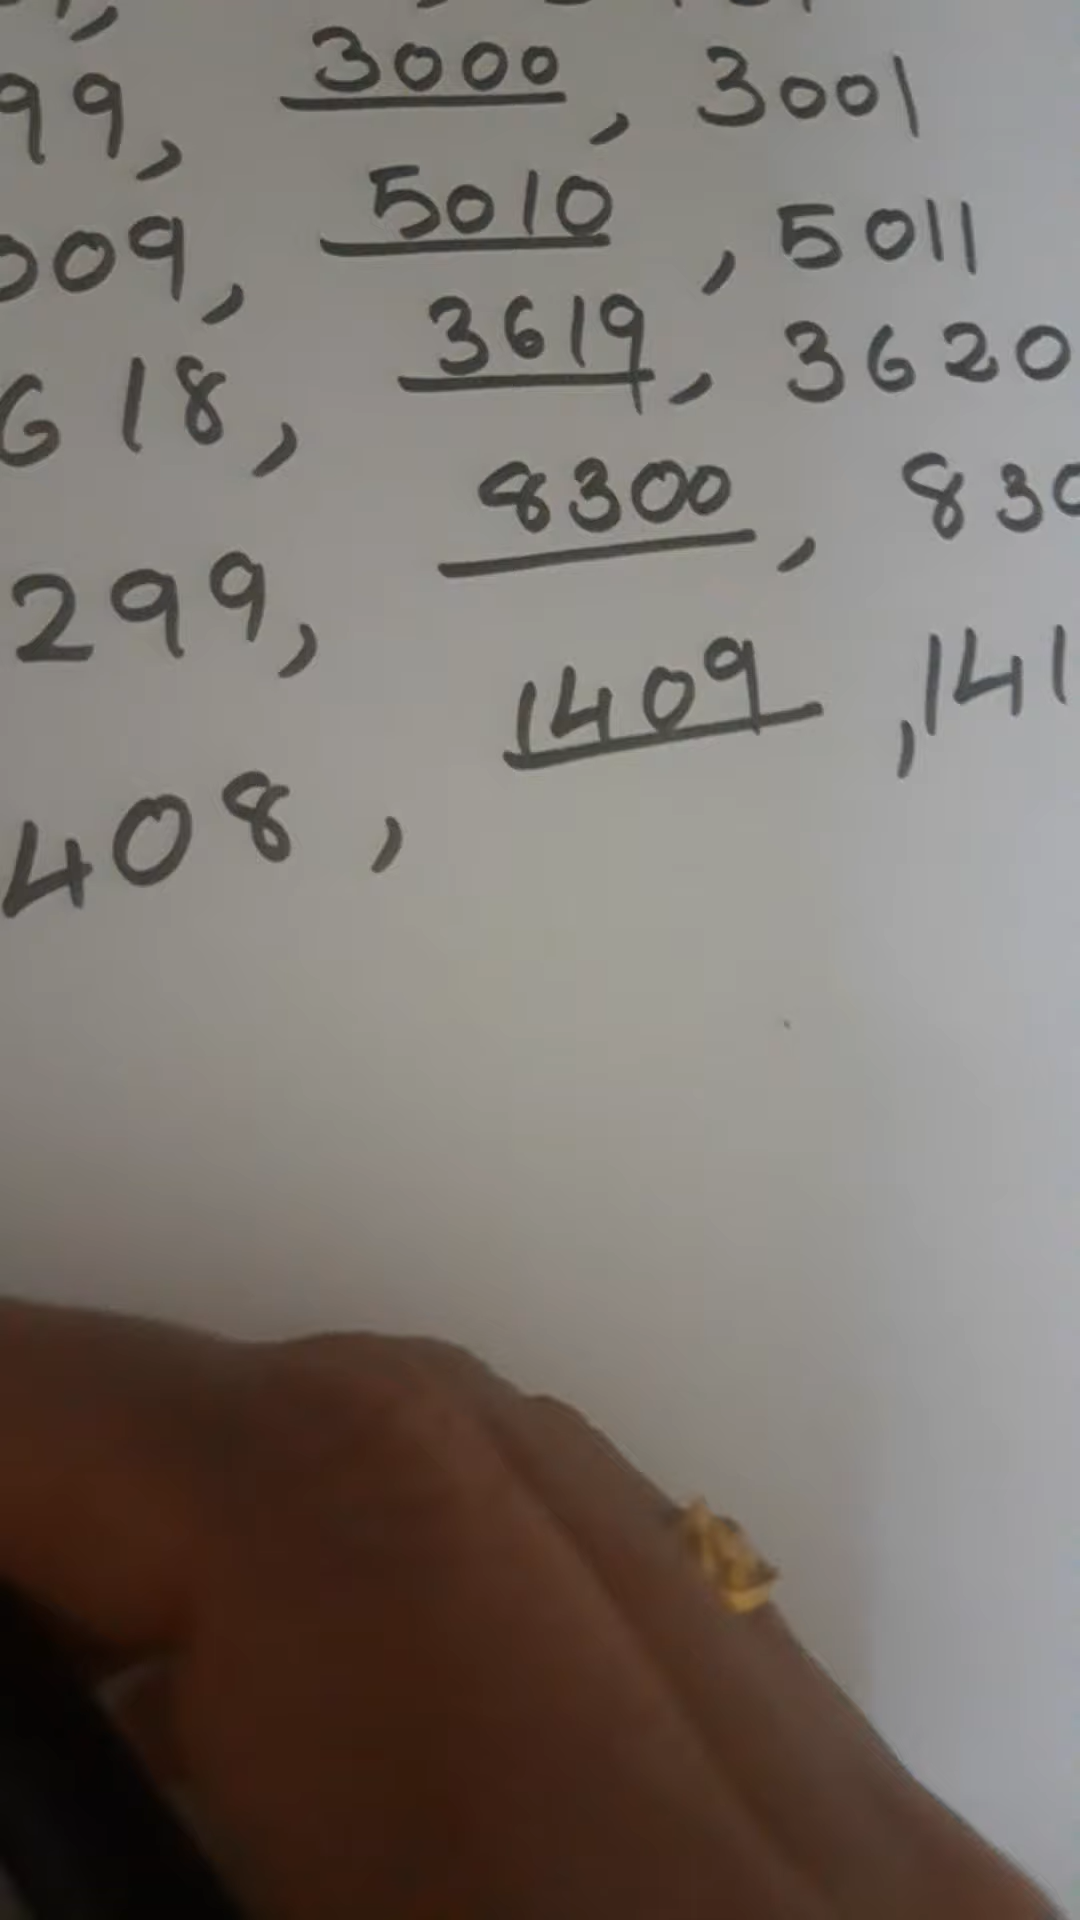 99, 3000, 3001
009, 5010, 5011
618, 3619, 3620
299, 8300, 830
408, 1409, 141